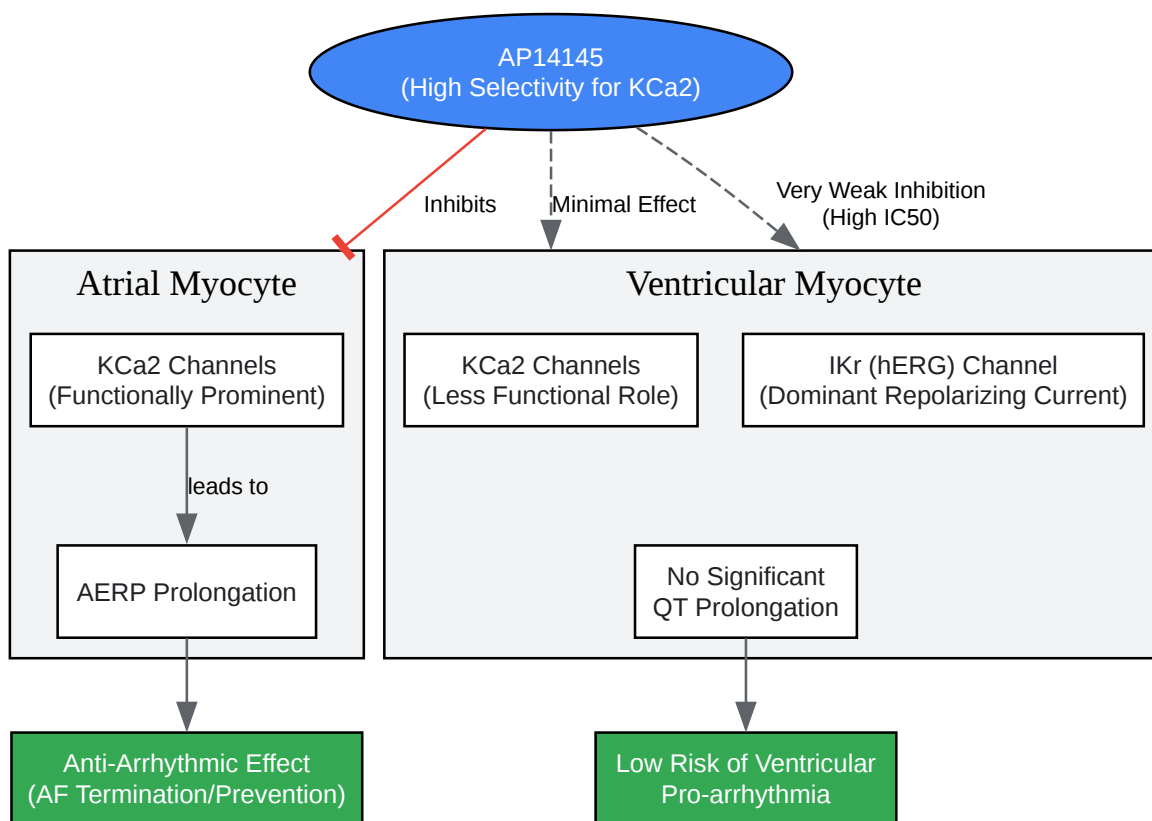 AP14145
(High Selectivity for KCa2)
Inhibits
Minimal Effect
Very Weak Inhibition
(High IC50)
Atrial Myocyte
Ventricular Myocyte
KCa2 Channels
(Functionally Prominent)
KCa2 Channels
(Less Functional Role)
IKr (hERG) Channel
(Dominant Repolarizing Current)
leads to
AERP Prolongation
No Significant
QT Prolongation
Anti-Arrhythmic Effect
(AF Termination/Prevention)
Low Risk of Ventricular
Pro-arrhythmia